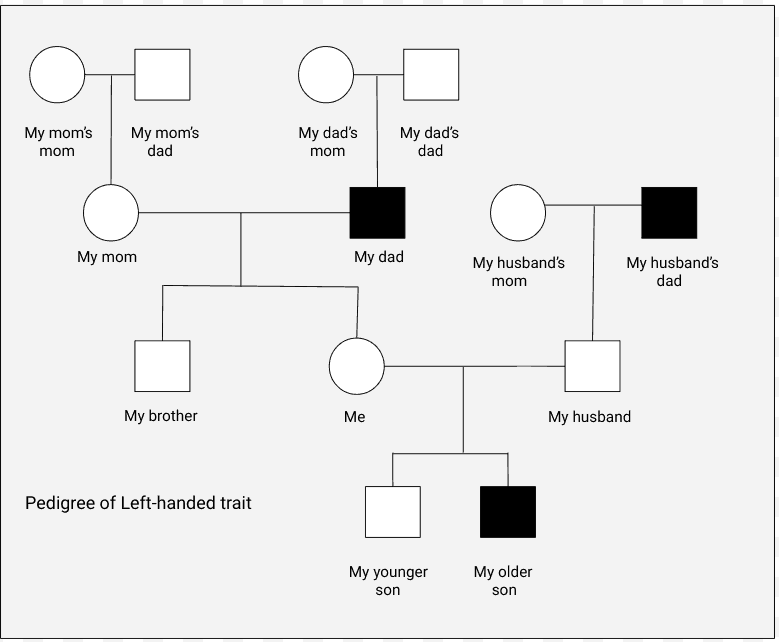 My mom's
mom
My mom's
dad
My dad's
mom
My dad's
dad
My mom
My dad
My husband's
mom
My husband's
dad
My brother
Me
My husband
Pedigree of Left-handed trait
My younger
son
My older
son